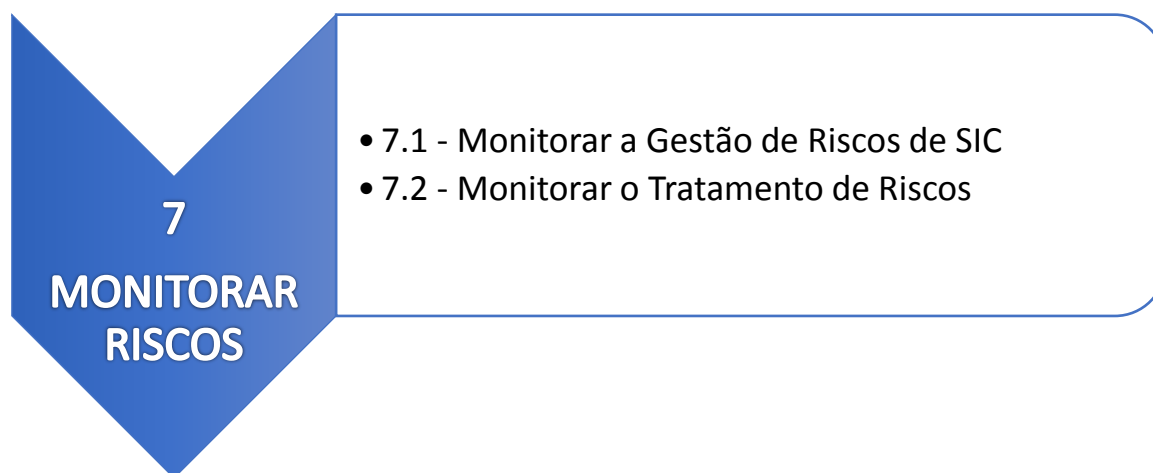 7
MONITORAR
RISCOS
• 7.1 - Monitorar a Gestão de Riscos de SIC
• 7.2 - Monitorar o Tratamento de Riscos